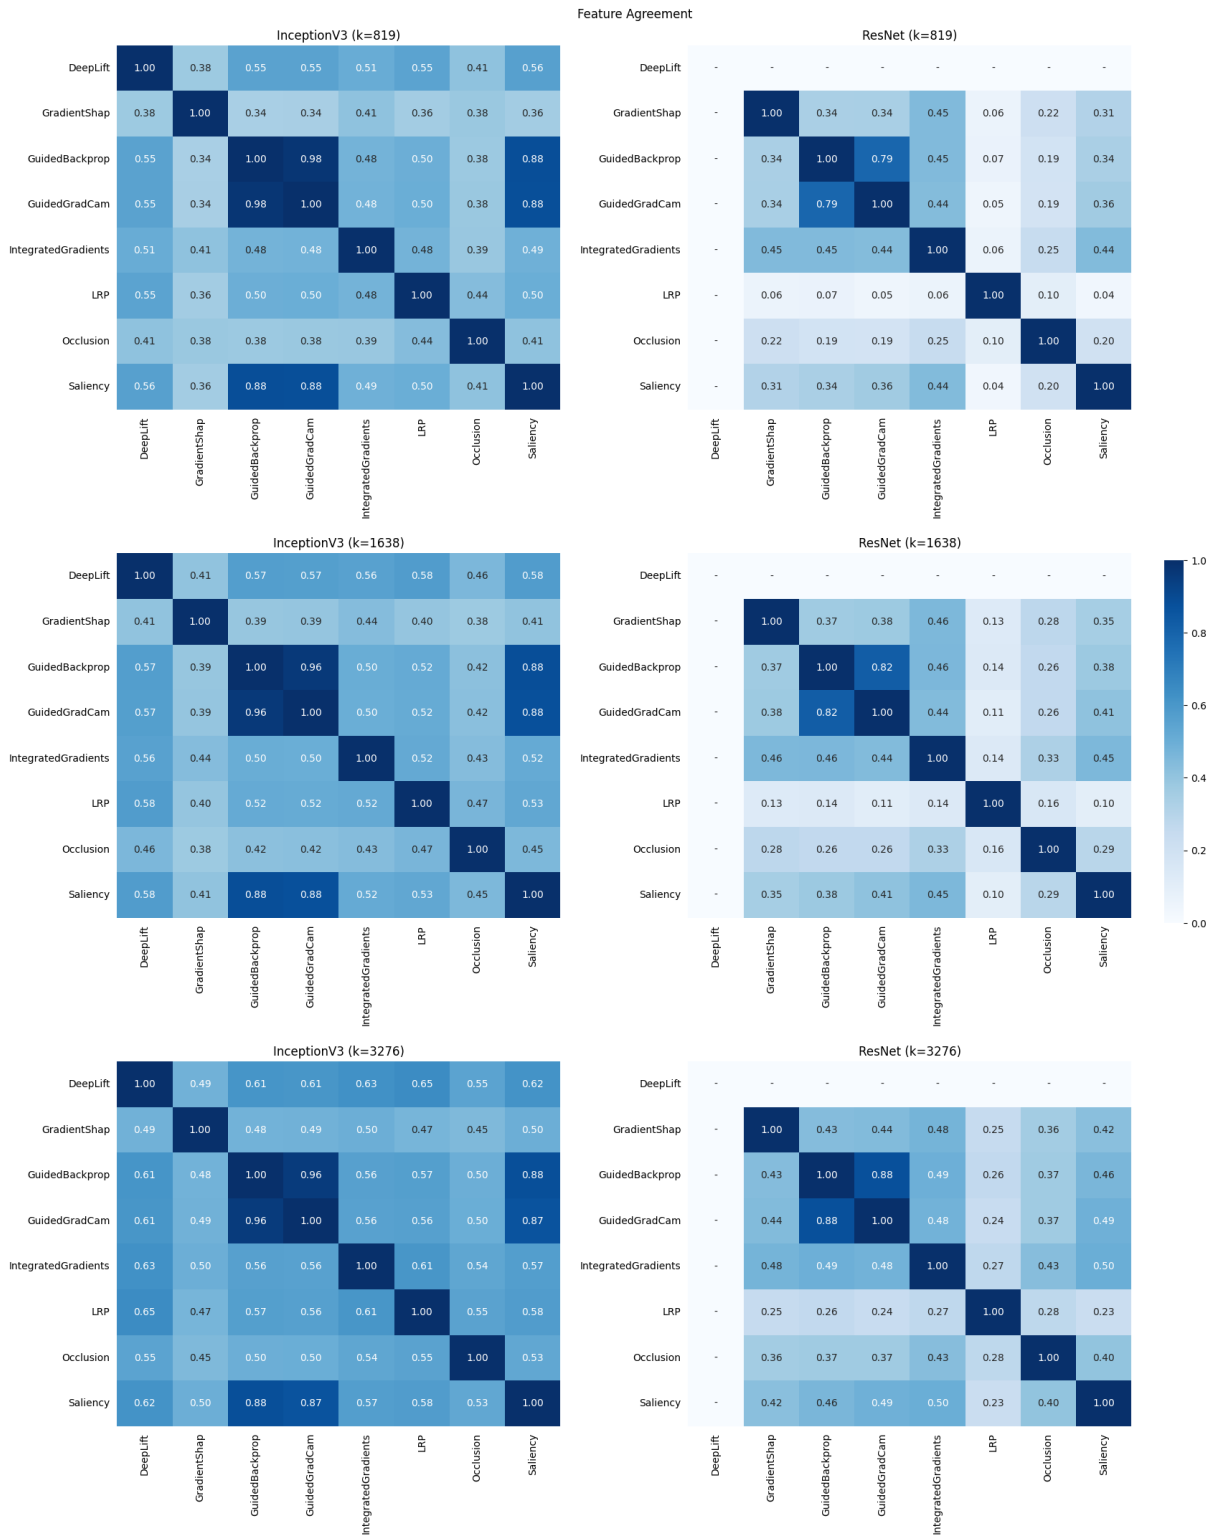 Feature Agreement
InceptionV3 (k=819)
DeepLift 1.00 0.38 0.55 0.55 0.51 0.55 0.41 0.56
GradientShap 0.38 1.00 0.34 0.34 0.41 0.36 0.38 0.36
GuidedBackprop 0.55 0.34 1.00 0.98 0.48 0.50 0.38 0.88
GuidedGradCam 0.55 0.34 0.98 1.00 0.48 0.50 0.38 0.88
IntegratedGradients 0.51 0.41 0.48 0.48 1.00 0.48 0.39 0.49
LRP 0.55 0.36 0.50 0.50 0.48 1.00 0.44 0.50
Occlusion 0.41 0.38 0.38 0.38 0.39 0.44 1.00 0.41
Saliency 0.56 0.36 0.88 0.88 0.49 0.50 0.41 1.00
DeepLift GradientShap GuidedBackprop GuidedGradCam IntegratedGradients LRP Occlusion Saliency
ResNet (k=819)
DeepLift - - - - - - - -
GradientShap - 1.00 0.34 0.34 0.45 0.06 0.22 0.31
GuidedBackprop - 0.34 1.00 0.79 0.45 0.07 0.19 0.34
GuidedGradCam - 0.34 0.79 1.00 0.44 0.05 0.19 0.36
IntegratedGradients - 0.45 0.45 0.44 1.00 0.06 0.25 0.44
LRP - 0.06 0.07 0.05 0.06 1.00 0.10 0.04
Occlusion - 0.22 0.19 0.19 0.25 0.10 1.00 0.20
Saliency - 0.31 0.34 0.36 0.44 0.04 0.20 1.00
DeepLift GradientShap GuidedBackprop GuidedGradCam IntegratedGradients LRP Occlusion Saliency
InceptionV3 (k=1638)
DeepLift 1.00 0.41 0.57 0.57 0.56 0.58 0.46 0.58
GradientShap 0.41 1.00 0.39 0.39 0.44 0.40 0.38 0.41
GuidedBackprop 0.57 0.39 1.00 0.96 0.50 0.52 0.42 0.88
GuidedGradCam 0.57 0.39 0.96 1.00 0.50 0.52 0.42 0.88
IntegratedGradients 0.56 0.44 0.50 0.50 1.00 0.52 0.43 0.52
LRP 0.58 0.40 0.52 0.52 0.52 1.00 0.47 0.53
Occlusion 0.46 0.38 0.42 0.42 0.43 0.47 1.00 0.45
Saliency 0.58 0.41 0.88 0.88 0.52 0.53 0.45 1.00
DeepLift GradientShap GuidedBackprop GuidedGradCam IntegratedGradients LRP Occlusion Saliency
ResNet (k=1638)
DeepLift - - - - - - - -
GradientShap - 1.00 0.37 0.38 0.46 0.13 0.28 0.35
GuidedBackprop - 0.37 1.00 0.82 0.46 0.14 0.26 0.38
GuidedGradCam - 0.38 0.82 1.00 0.44 0.11 0.26 0.41
IntegratedGradients - 0.46 0.46 0.44 1.00 0.14 0.33 0.45
LRP - 0.13 0.14 0.11 0.14 1.00 0.16 0.10
Occlusion - 0.28 0.26 0.26 0.33 0.16 1.00 0.29
Saliency - 0.35 0.38 0.41 0.45 0.10 0.29 1.00
DeepLift GradientShap GuidedBackprop GuidedGradCam IntegratedGradients LRP Occlusion Saliency
1.0
0.8
0.6
0.4
0.2
0.0
InceptionV3 (k=3276)
DeepLift 1.00 0.49 0.61 0.61 0.63 0.65 0.55 0.62
GradientShap 0.49 1.00 0.48 0.49 0.50 0.47 0.45 0.50
GuidedBackprop 0.61 0.48 1.00 0.96 0.56 0.57 0.50 0.88
GuidedGradCam 0.61 0.49 0.96 1.00 0.56 0.56 0.50 0.87
IntegratedGradients 0.63 0.50 0.56 0.56 1.00 0.61 0.54 0.57
LRP 0.65 0.47 0.57 0.56 0.61 1.00 0.55 0.58
Occlusion 0.55 0.45 0.50 0.50 0.54 0.55 1.00 0.53
Saliency 0.62 0.50 0.88 0.87 0.57 0.58 0.53 1.00
DeepLift GradientShap GuidedBackprop GuidedGradCam IntegratedGradients LRP Occlusion Saliency
ResNet (k=3276)
DeepLift - - - - - - - -
GradientShap - 1.00 0.43 0.44 0.48 0.25 0.36 0.42
GuidedBackprop - 0.43 1.00 0.88 0.49 0.26 0.37 0.46
GuidedGradCam - 0.44 0.88 1.00 0.48 0.24 0.37 0.49
IntegratedGradients - 0.48 0.49 0.48 1.00 0.27 0.43 0.50
LRP - 0.25 0.26 0.24 0.27 1.00 0.28 0.23
Occlusion - 0.36 0.37 0.37 0.43 0.28 1.00 0.40
Saliency - 0.42 0.46 0.49 0.50 0.23 0.40 1.00
DeepLift GradientShap GuidedBackprop GuidedGradCam IntegratedGradients LRP Occlusion Saliency